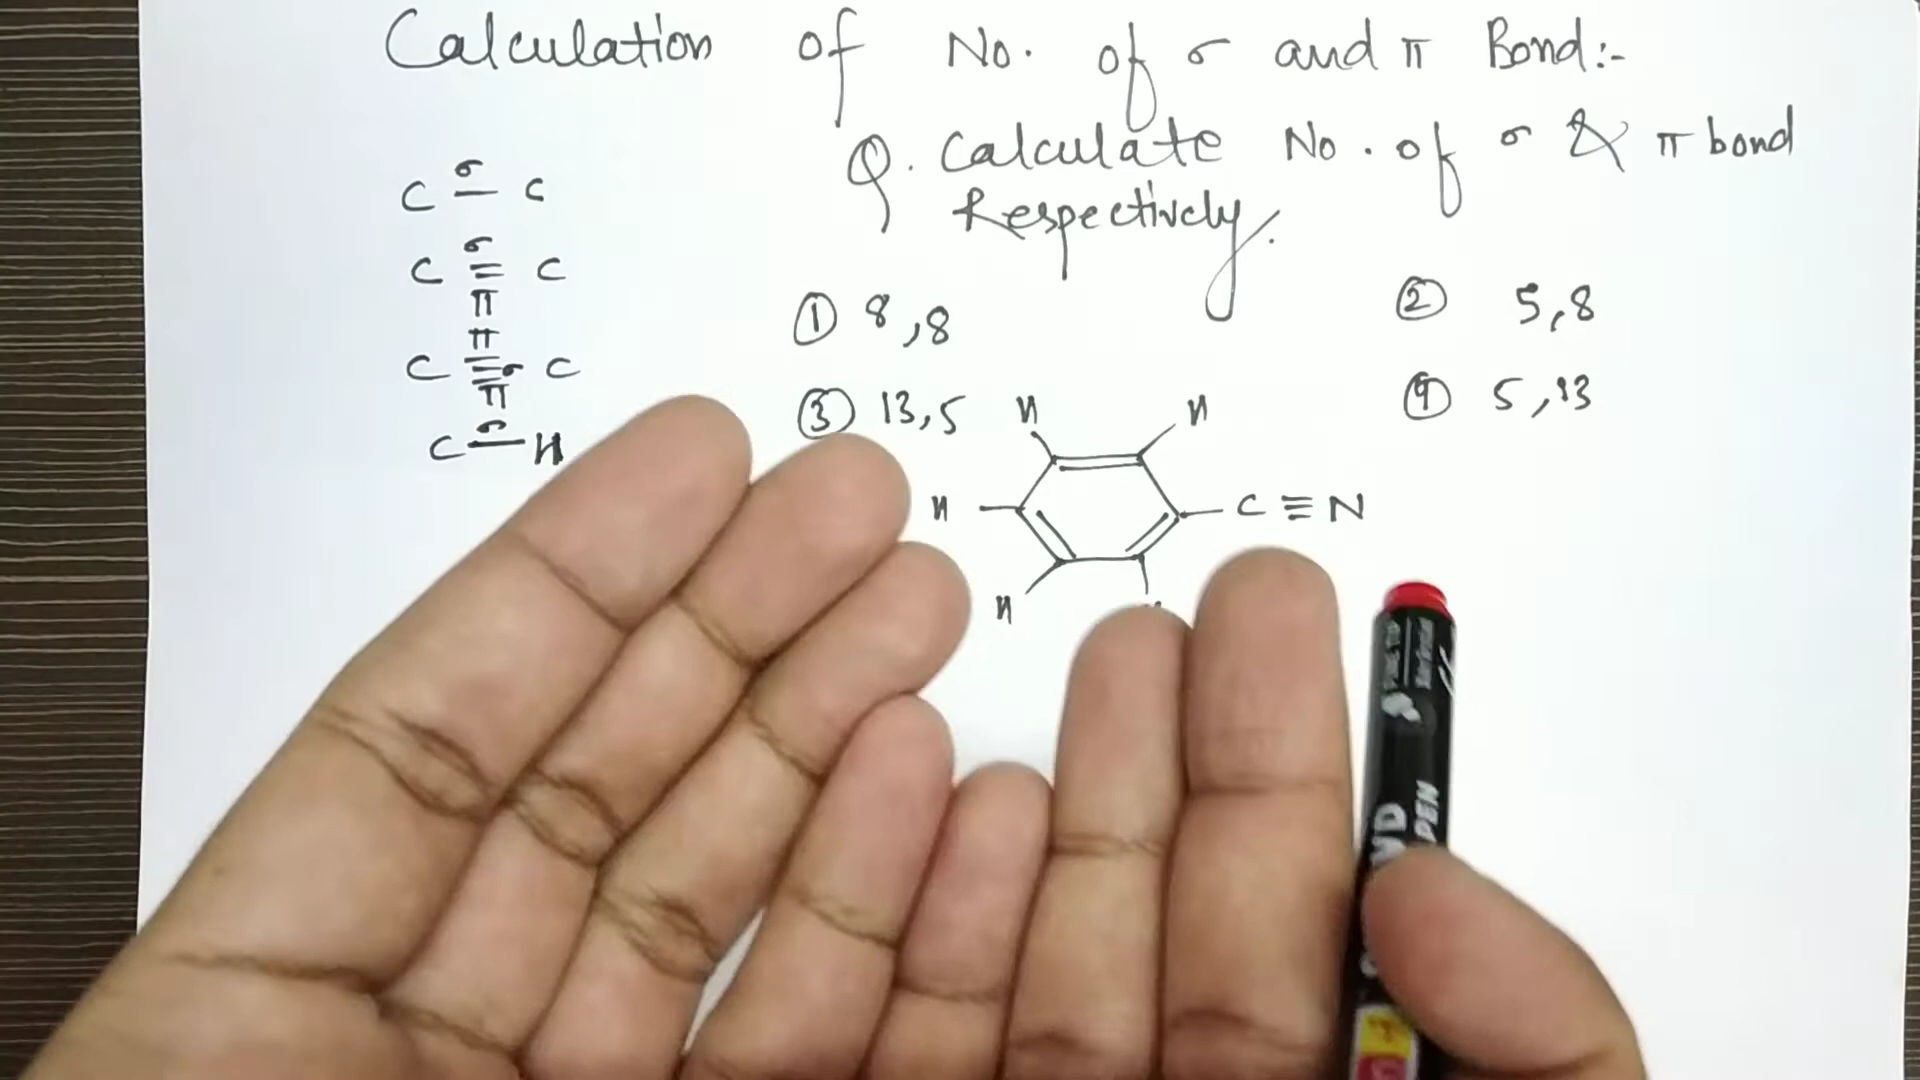 Calculation of No. of σ and π Bond:-
Q. Calculate No. of σ & π bond
Respectively.
σ
C — C
σ
C = C
π
π
C ≡ σ C
π
σ
C — H
① 8,8
② 5,8
③ 13,5
④ 5,13
H H
H C ≡ N
H
PEN